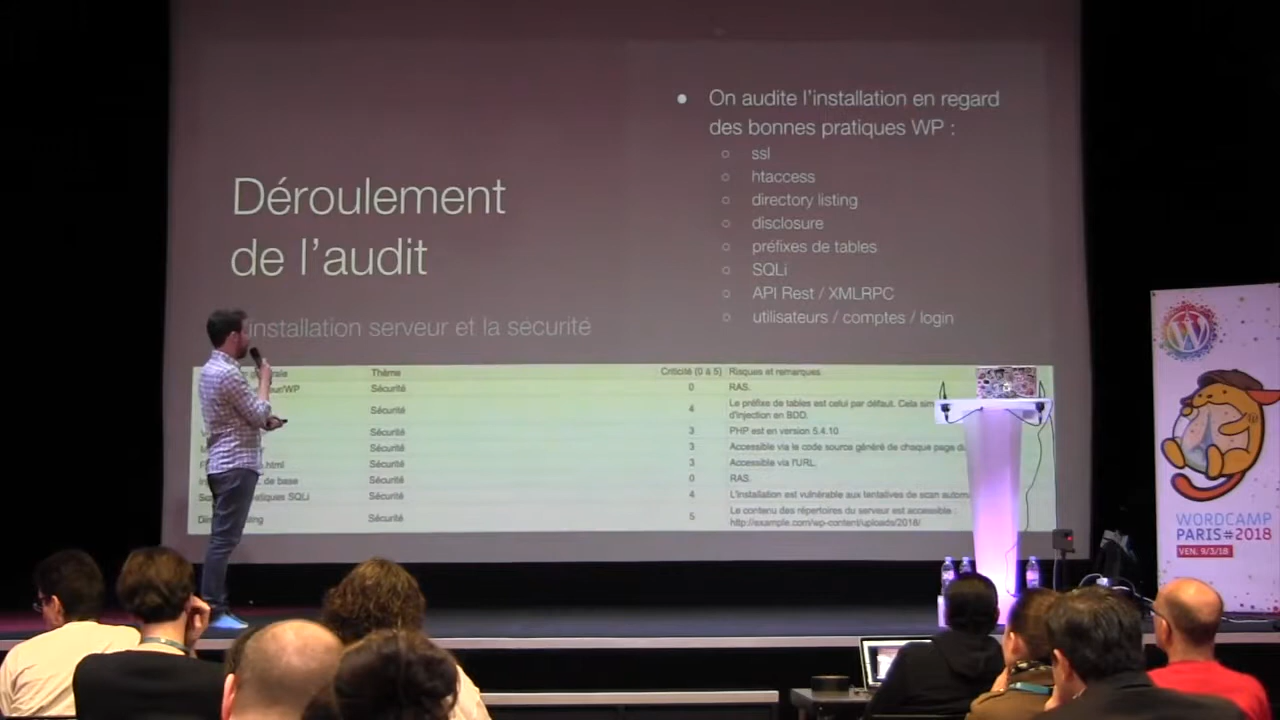 Déroulement
de l'audit
installation serveur et la sécurité
● On audite l'installation en regard
des bonnes pratiques WP :
○ ssl
○ htaccess
○ directory listing
○ disclosure
○ préfixes de tables
○ SQLi
○ API Rest / XMLRPC
○ utilisateurs / comptes / login
Thème Criticité (0 à 5) Risques et remarques
/WP Sécurité 0 RAS.
Sécurité 4 Le préfixe de tables est celui par défaut. Cela sim
d'injection en BDD.
Sécurité 3 PHP est en version 5.4.10
Sécurité 3 Accessible via le code source généré de chaque page du
.html Sécurité 3 Accessible via l'URL.
de base Sécurité 0 RAS.
SQLi Sécurité 4 L'installation est vulnérable aux tentatives de scan autom
Sécurité 5 Le contenu des répertoires du serveur est accessible :
http://example.com/wp-content/uploads/2018/
WORDCAMP
PARIS#2018
VEN. 9/3/18